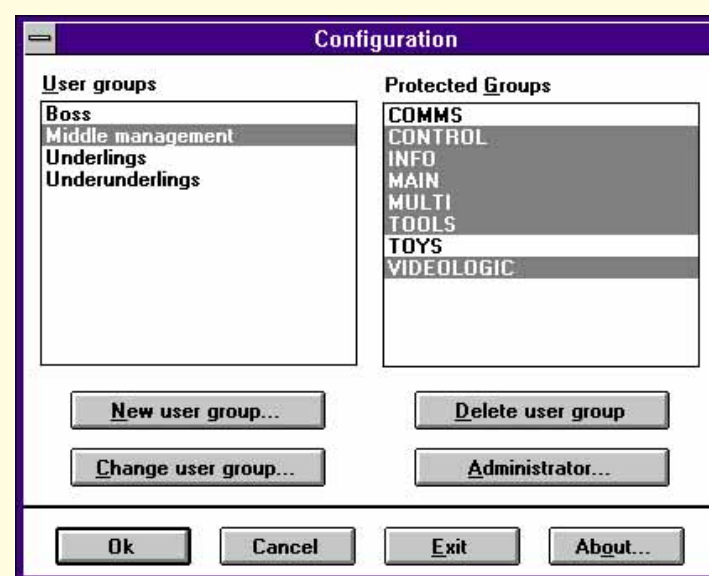 Configuration
User groups
Boss
Middle management
Underlings
Underunderlings
Protected Groups
COMMS
CONTROL
INFO
MAIN
MULTI
TOOLS
TOYS
VIDEOLOGIC
New user group...
Delete user group
Change user group...
Administrator...
Ok
Cancel
Exit
About...